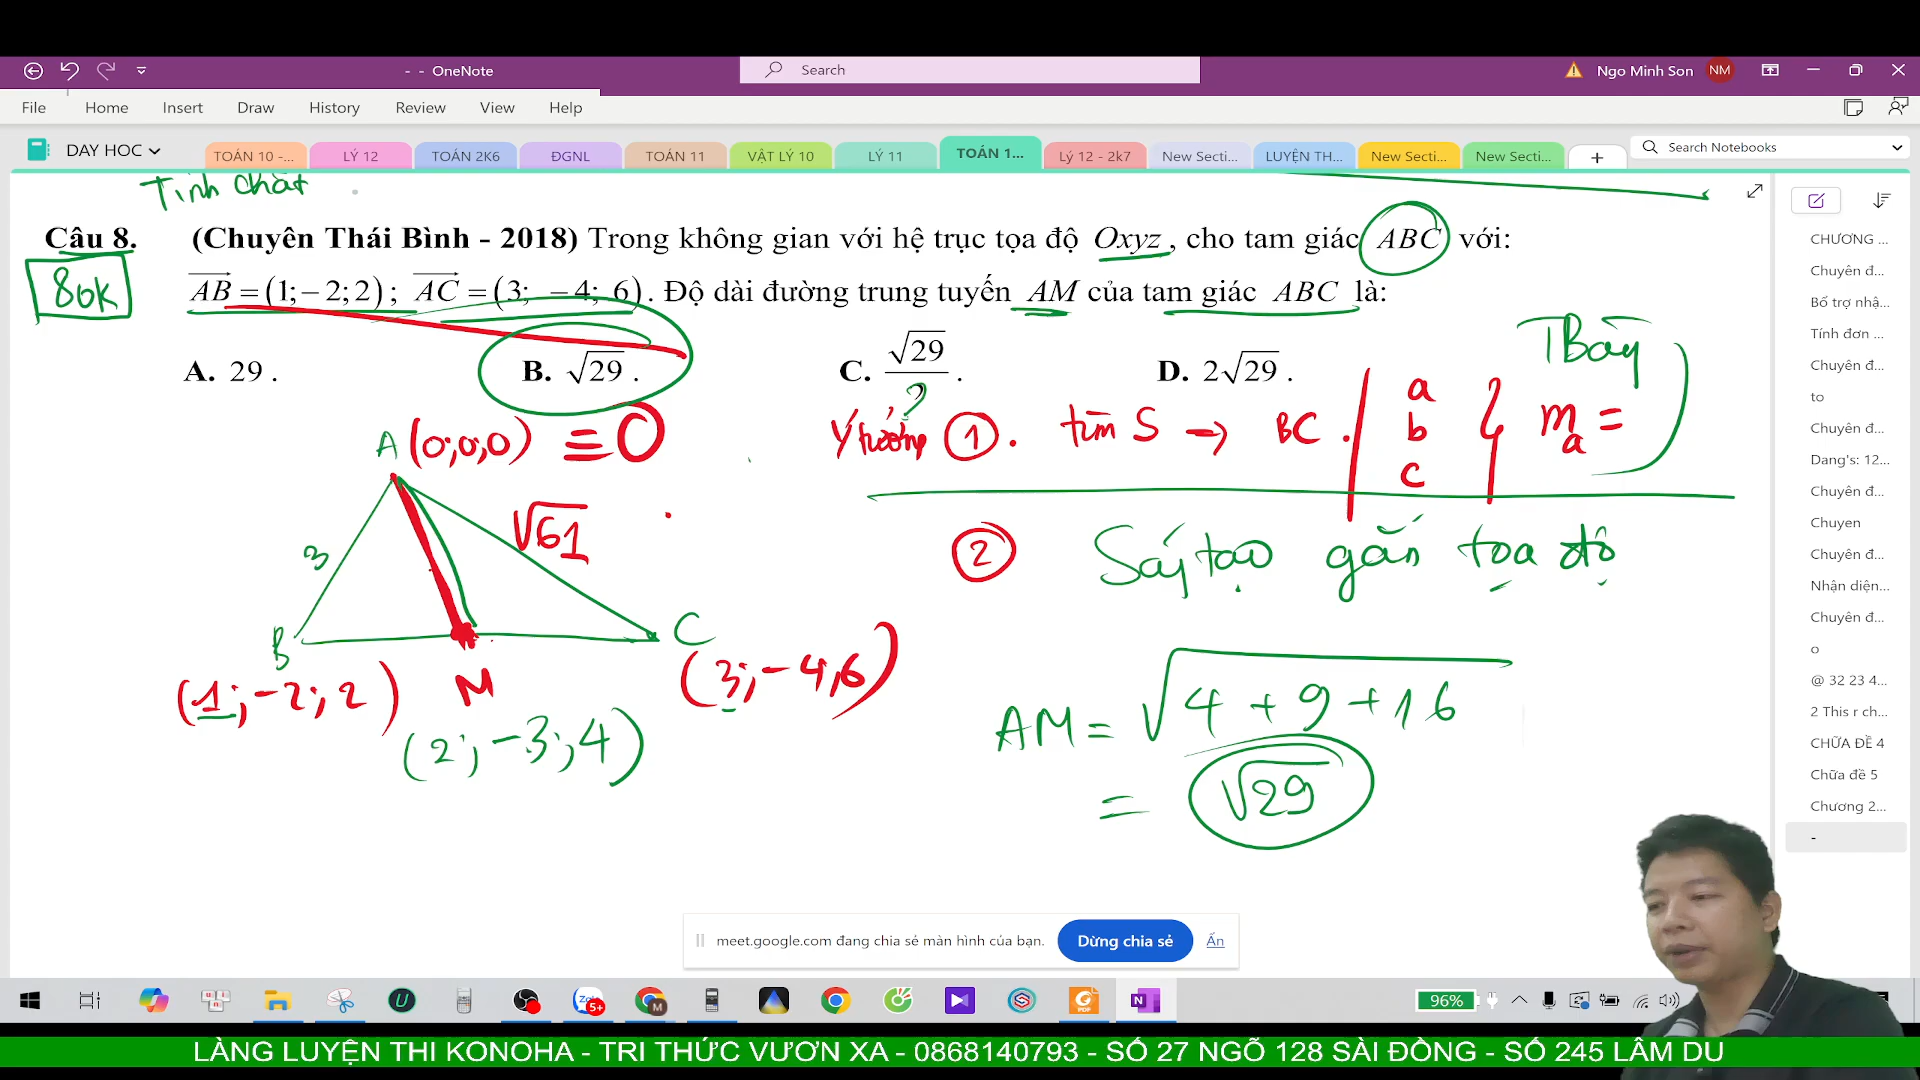 - - OneNote
Search
Ngo Minh Son NM
File Home Insert Draw History Review View Help
DAY HOC TOÁN 10 -... LÝ 12 TOÁN 2K6 ĐGNL TOÁN 11 VẬT LÝ 10 LÝ 11 TOÁN 1... Lý 12 - 2k7 New Secti... LUYỆN TH... New Secti... New Secti... + Search Notebooks
Tính chất
Câu 8. (Chuyên Thái Bình - 2018) Trong không gian với hệ trục tọa độ Oxyz, cho tam giác ABC với:
80K
AB = (1;−2;2); AC = (3; −4; 6). Độ dài đường trung tuyến AM của tam giác ABC là:
A. 29. B. √29. C. √29/2. D. 2√29.
TBày
A (0;0;0) ≡ O
Ý tưởng 1. tìm S → BC. a b c } mₐ =
3 √61
2 Sáng tạo gắn tọa độ
B M C
(1;−2;2) (3;−4;6)
(2;−3;4)
AM = √4+9+16
= √29
CHƯƠNG ...
Chuyên đ...
Bổ trợ nhậ...
Tính đơn ...
Chuyên đ...
to
Chuyên đ...
Dang's: 12...
Chuyên đ...
Chuyen
Chuyên đ...
Nhận diện...
Chuyên đ...
o
@ 32 23 4...
2 This r ch...
CHỮA ĐỀ 4
Chữa đề 5
Chương 2...
-
meet.google.com đang chia sẻ màn hình của bạn. Dừng chia sẻ Ẩn
96%
LÀNG LUYỆN THI KONOHA - TRI THỨC VƯƠN XA - 0868140793 - SỐ 27 NGÕ 128 SÀI ĐỒNG - SỐ 245 LÂM DU